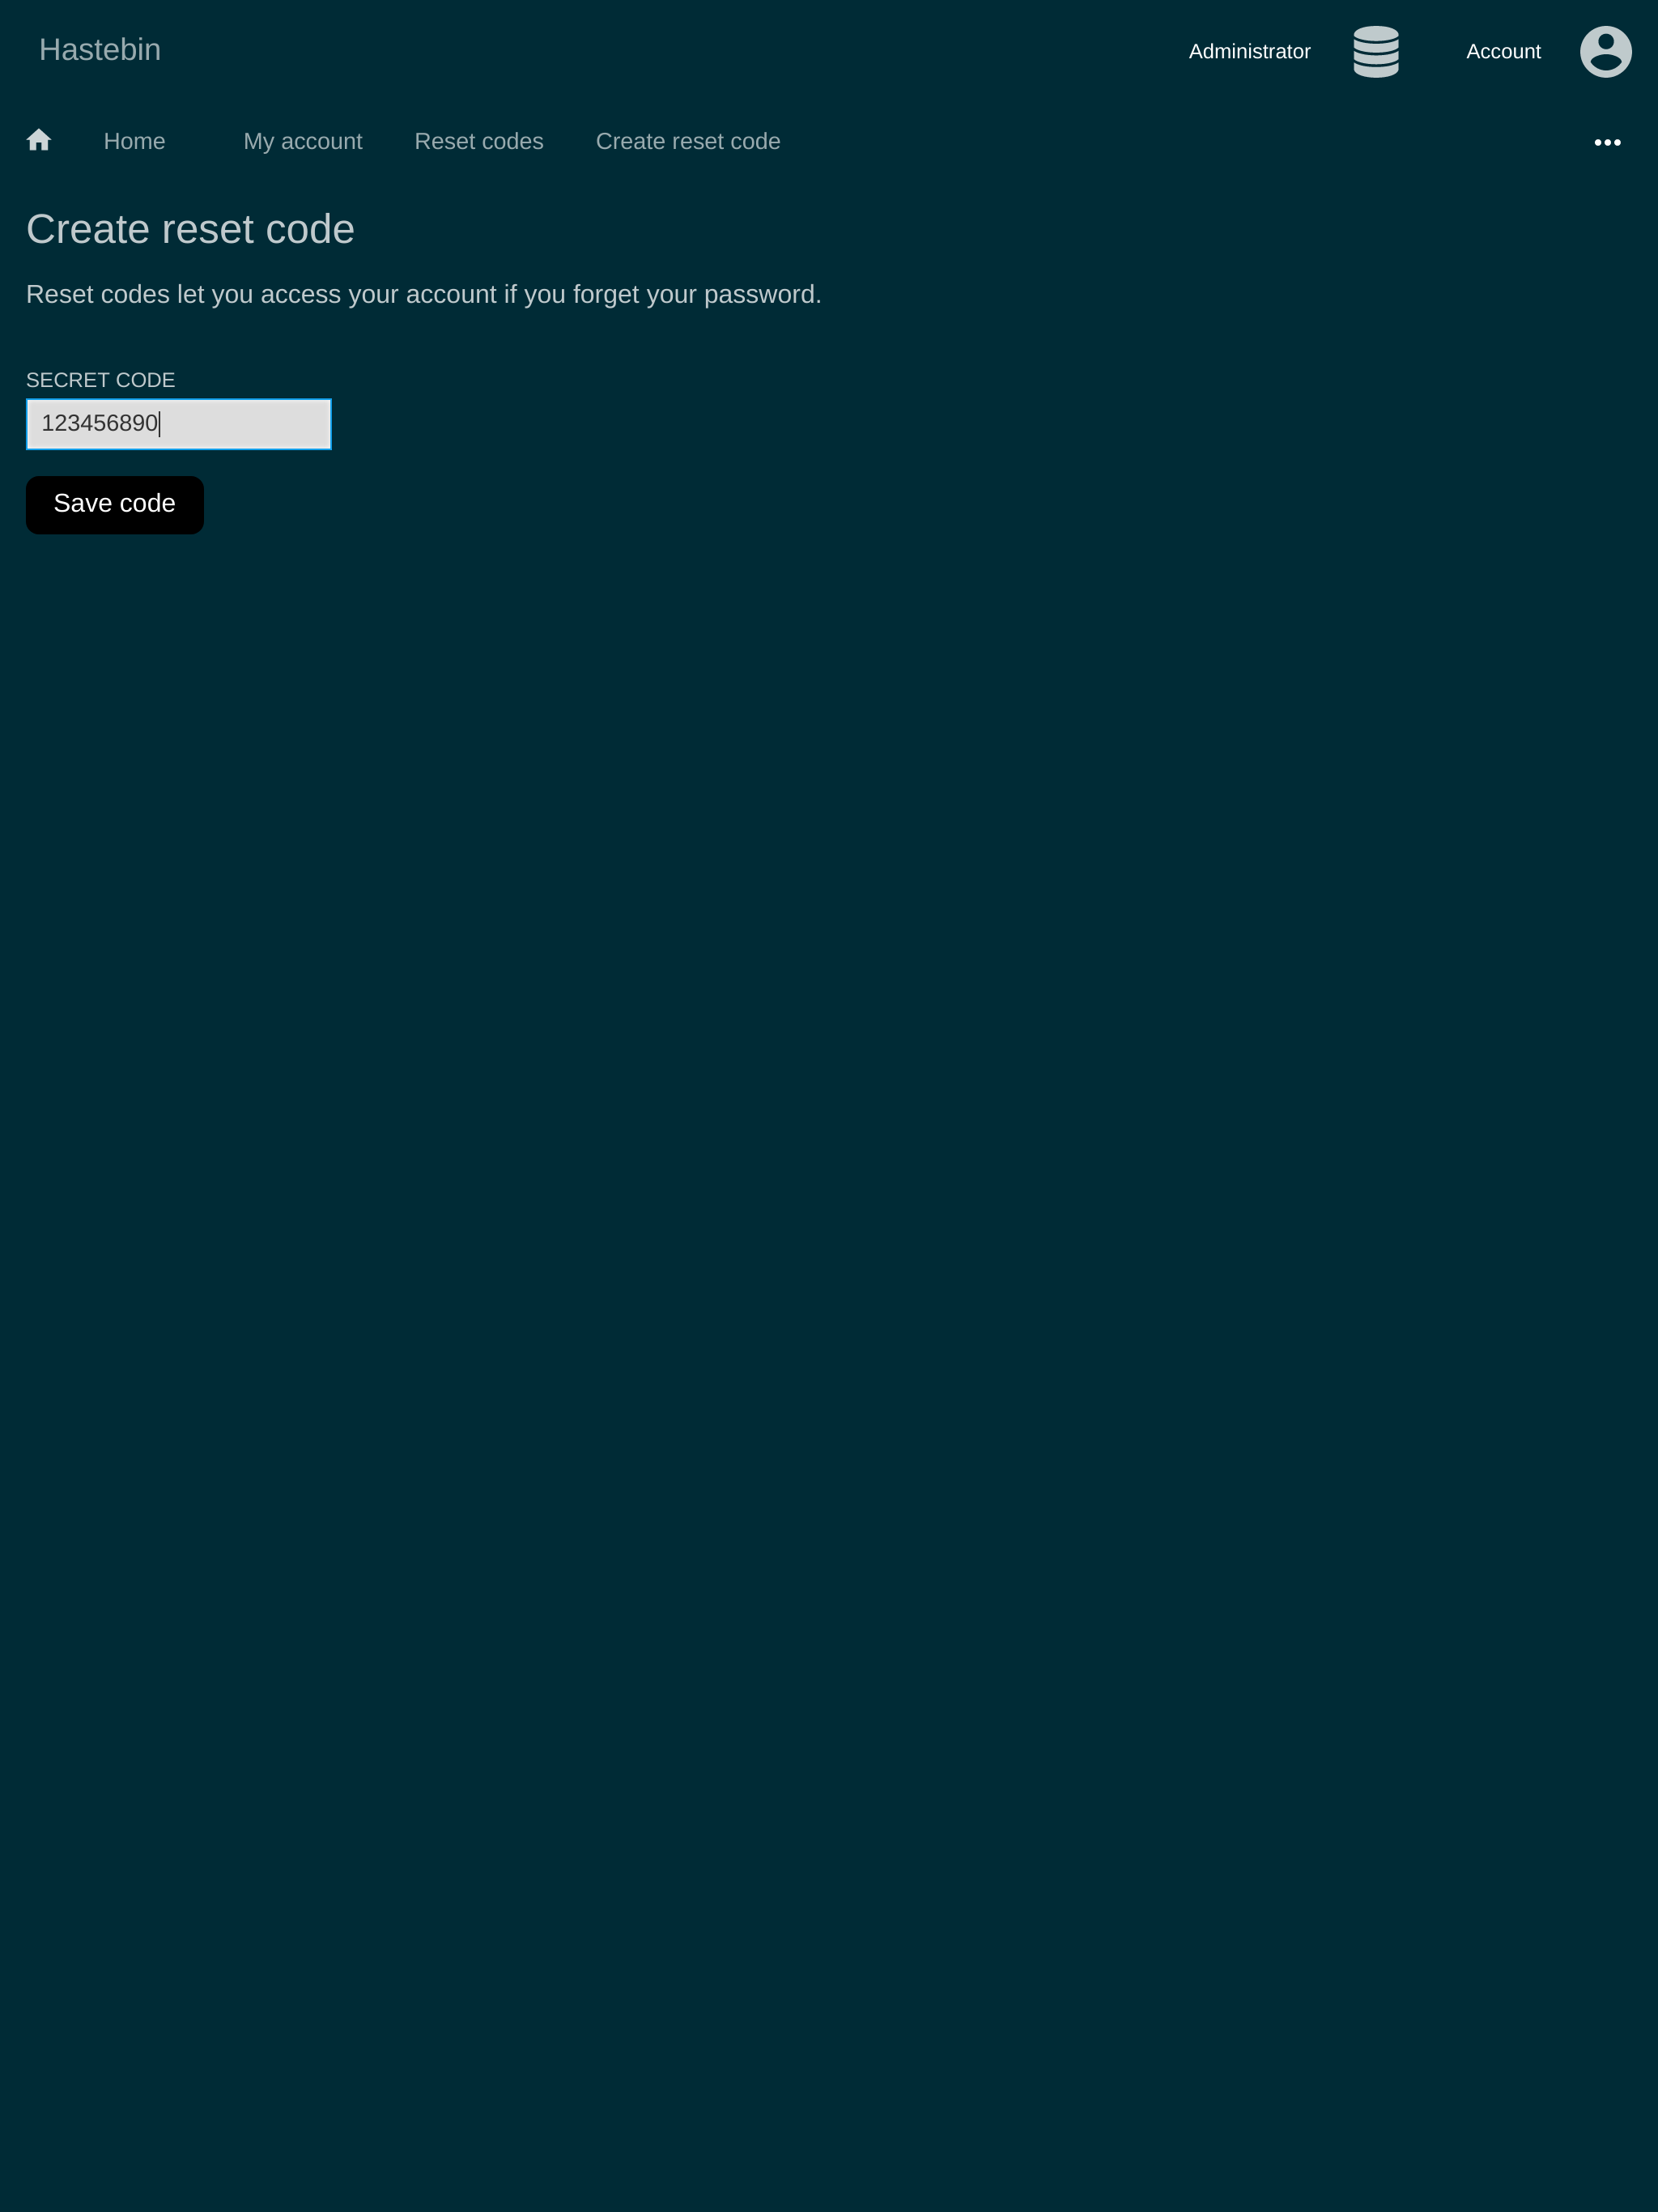 Hastebin
Administrator
Account
Home
My account
Reset codes
Create reset code
Create reset code
Reset codes let you access your account if you forget your password.
SECRET CODE
123456890
Save code